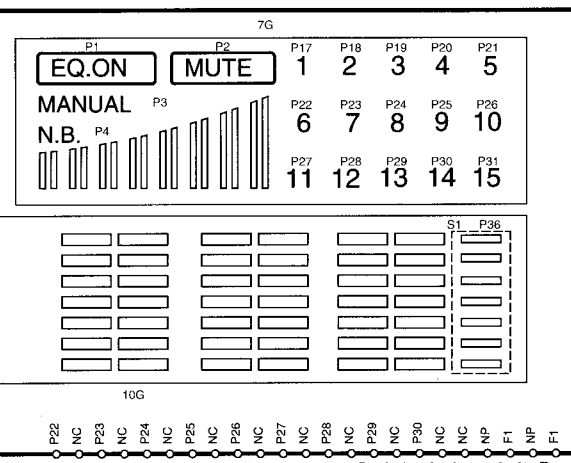 7G
P1 P2 P17 P18 P19 P20 P21
EQ.ON MUTE 1 2 3 4 5
MANUAL P3 P22 P23 P24 P25 P26
N.B. P4 6 7 8 9 10
P27 P28 P29 P30 P31
11 12 13 14 15
S1 P36
10G
P22 NC P23 NC P24 NC P25 NC P26 NC P27 NC P28 NC P29 NC P30 NC NC NP F1 NP F1